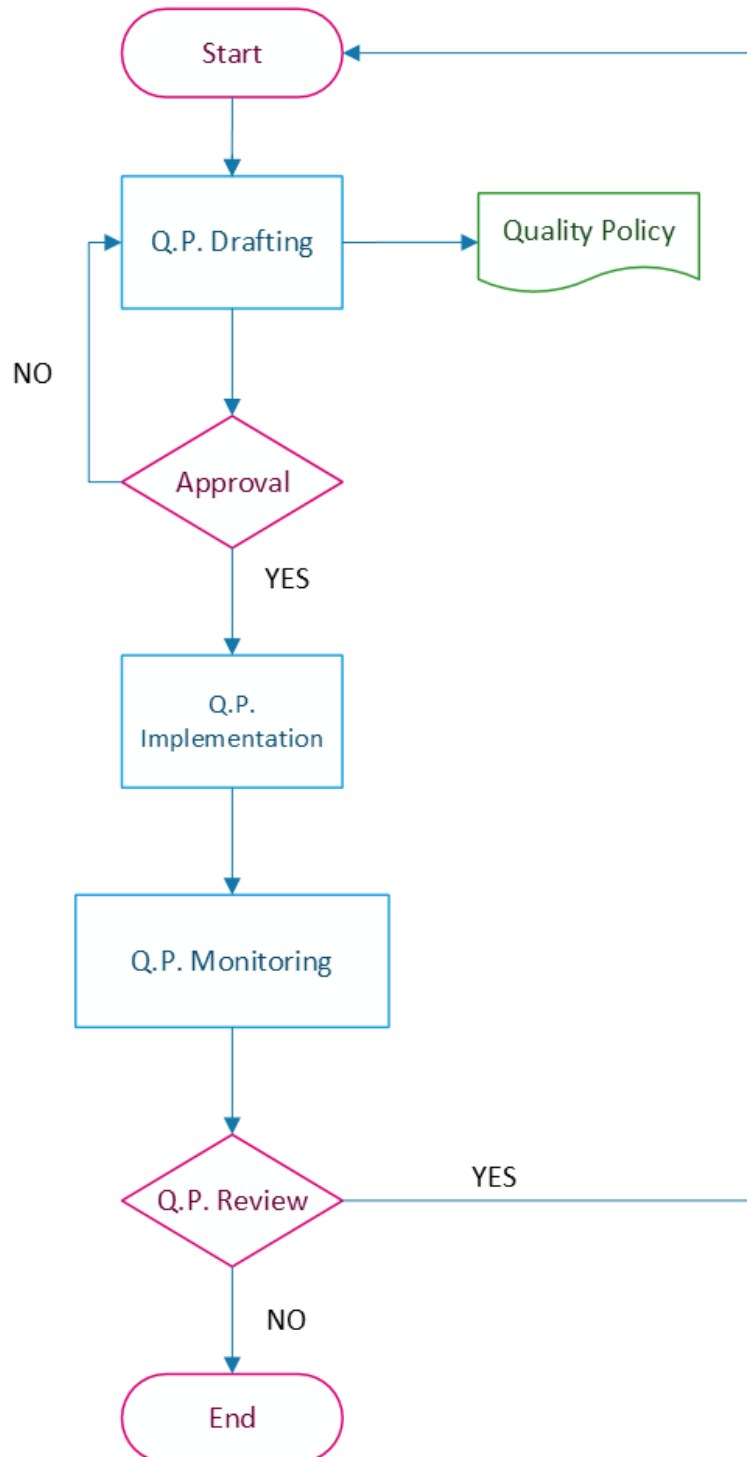 Start
Q.P. Drafting
Quality Policy
NO
Approval
YES
Q.P.
Implementation
Q.P. Monitoring
Q.P. Review
YES
NO
End